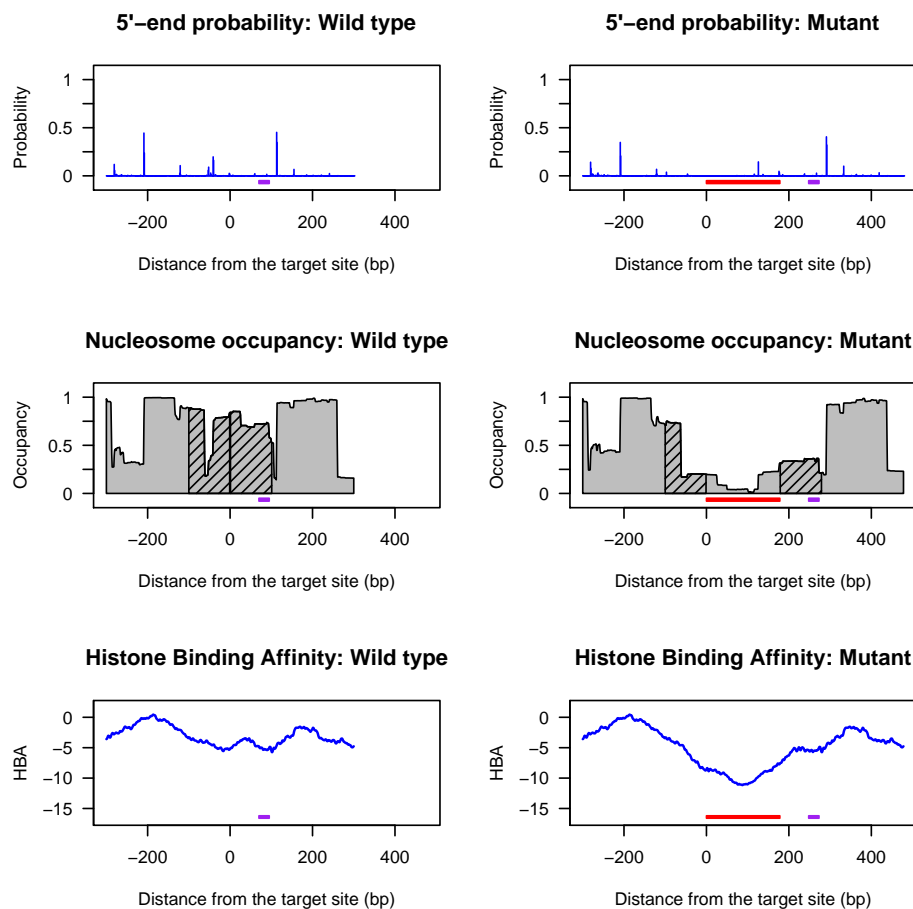 5'−end probability: Wild type
Probability
1
0.5
0
−200 0 200 400
Distance from the target site (bp)
5'−end probability: Mutant
Probability
1
0.5
0
−200 0 200 400
Distance from the target site (bp)
Nucleosome occupancy: Wild type
Occupancy
1
0.5
0
−200 0 200 400
Distance from the target site (bp)
Nucleosome occupancy: Mutant
Occupancy
1
0.5
0
−200 0 200 400
Distance from the target site (bp)
Histone Binding Affinity: Wild type
HBA
0
−5
−10
−15
−200 0 200 400
Distance from the target site (bp)
Histone Binding Affinity: Mutant
HBA
0
−5
−10
−15
−200 0 200 400
Distance from the target site (bp)